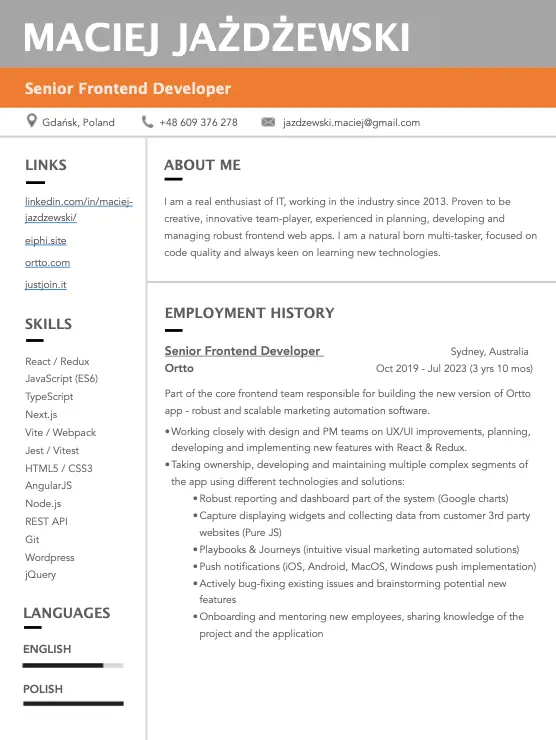 MACIEJ JAŻDŻEWSKI
Senior Frontend Developer
Gdańsk, Poland +48 609 376 278 jazdzewski.maciej@gmail.com
LINKS
linkedin.com/in/maciej-
jazdzewski/
eiphi.site
ortto.com
justjoin.it
SKILLS
React / Redux
JavaScript (ES6)
TypeScript
Next.js
Vite / Webpack
Jest / Vitest
HTML5 / CSS3
AngularJS
Node.js
REST API
Git
Wordpress
jQuery
LANGUAGES
ENGLISH
POLISH
ABOUT ME
I am a real enthusiast of IT, working in the industry since 2013. Proven to be
creative, innovative team-player, experienced in planning, developing and
managing robust frontend web apps. I am a natural born multi-tasker, focused on
code quality and always keen on learning new technologies.
EMPLOYMENT HISTORY
Senior Frontend Developer Sydney, Australia
Ortto Oct 2019 - Jul 2023 (3 yrs 10 mos)
Part of the core frontend team responsible for building the new version of Ortto
app - robust and scalable marketing automation software.
•Working closely with design and PM teams on UX/UI improvements, planning,
developing and implementing new features with React & Redux.
•Taking ownership, developing and maintaining multiple complex segments of
the app using different technologies and solutions:
•Robust reporting and dashboard part of the system (Google charts)
•Capture displaying widgets and collecting data from customer 3rd party
websites (Pure JS)
•Playbooks & Journeys (intuitive visual marketing automated solutions)
•Push notifications (iOS, Android, MacOS, Windows push implementation)
•Actively bug-fixing existing issues and brainstorming potential new
features
•Onboarding and mentoring new employees, sharing knowledge of the
project and the application